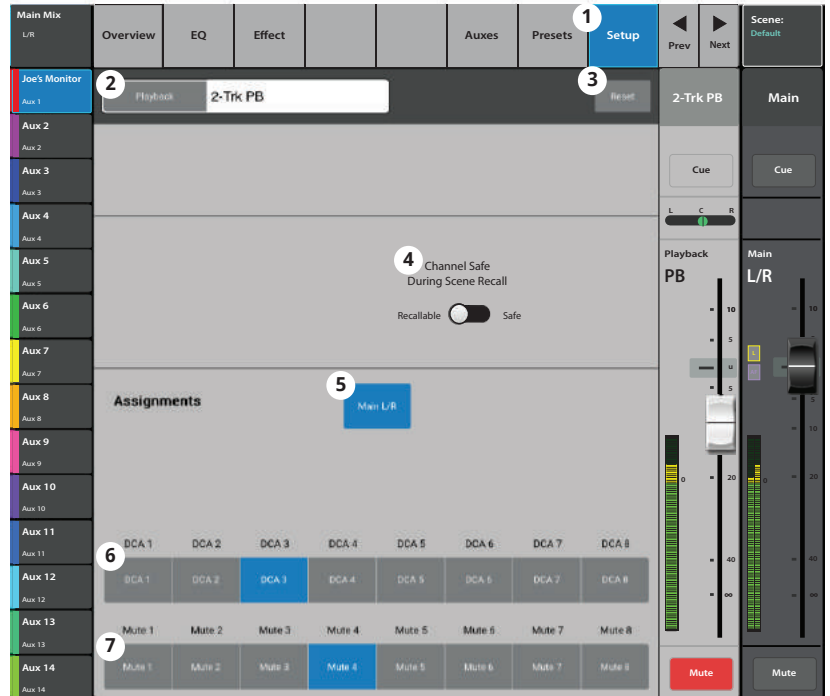 Main Mix
L/R
Overview
EQ
Effect
Auxes
Presets
1
Setup
Prev
Next
Scene:
Default
Joe's Monitor
Aux 1
Aux 2
Aux 2
Aux 3
Aux 3
Aux 4
Aux 4
Aux 5
Aux 5
Aux 6
Aux 6
Aux 7
Aux 7
Aux 8
Aux 8
Aux 9
Aux 9
Aux 10
Aux 10
Aux 11
Aux 11
Aux 12
Aux 12
Aux 13
Aux 13
Aux 14
Aux 14
2
Playback
2-Trk PB
3
Reset
4
Channel Safe
During Scene Recall
Recallable
Safe
Assignments
5
Main L/R
DCA 1 DCA 2 DCA 3 DCA 4 DCA 5 DCA 6 DCA 7 DCA 8
6
DCA 1 DCA 2 DCA 3 DCA 4 DCA 5 DCA 6 DCA 7 DCA 8
Mute 1 Mute 2 Mute 3 Mute 4 Mute 5 Mute 6 Mute 7 Mute 8
7
Mute 1 Mute 2 Mute 3 Mute 4 Mute 5 Mute 6 Mute 7 Mute 8
2-Trk PB
Cue
L C R
Playback
PB
10
5
U
5
0
20
40
∞
Mute
Main
Cue
Main
L/R
10
5
L
5
10
0
20
40
∞
Mute